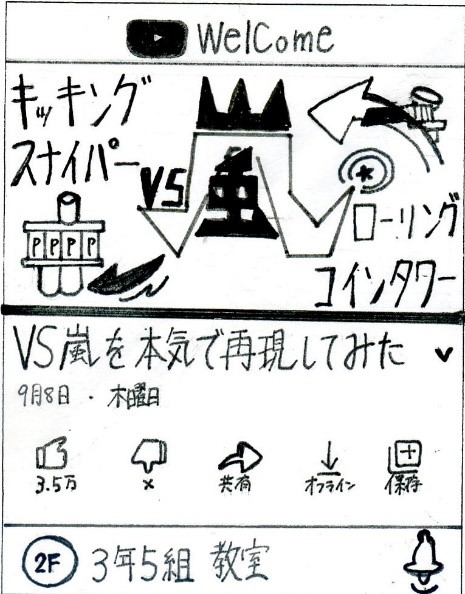 WelCome
キッキング
スナイパー
VS
嵐
ローリング
コインタワー
P P P P
VS嵐を本気で再現してみた
9月8日・木曜日
3.5万
×
共有
オフライン
保存
2F 3年5組 教室